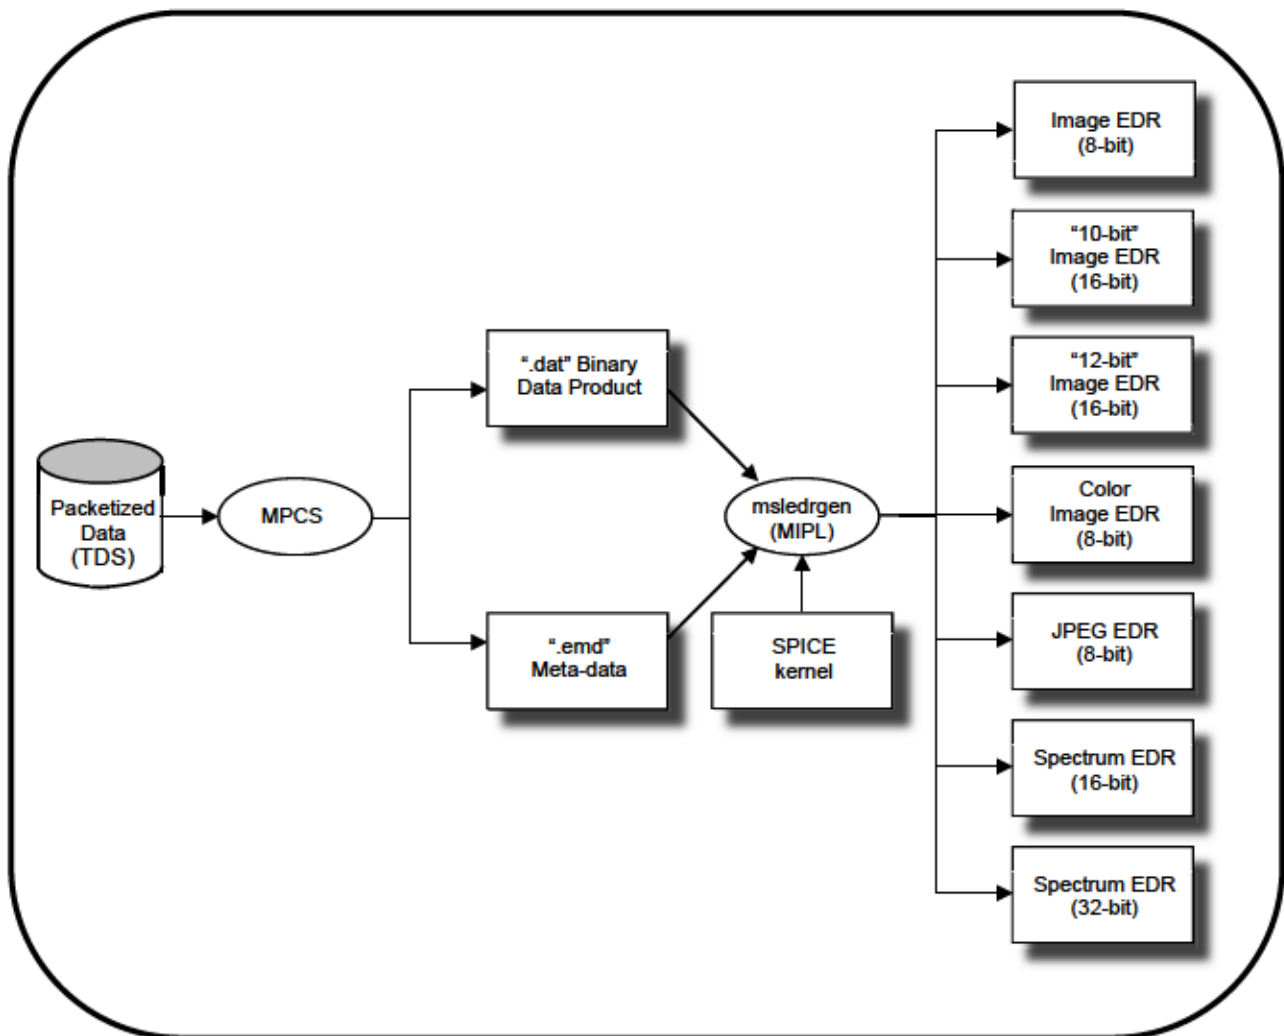 Packetized
Data
(TDS)
MPCS
“.dat” Binary
Data Product
“.emd”
Meta-data
msledrgen
(MIPL)
SPICE
kernel
Image EDR
(8-bit)
“10-bit”
Image EDR
(16-bit)
“12-bit”
Image EDR
(16-bit)
Color
Image EDR
(8-bit)
JPEG EDR
(8-bit)
Spectrum EDR
(16-bit)
Spectrum EDR
(32-bit)